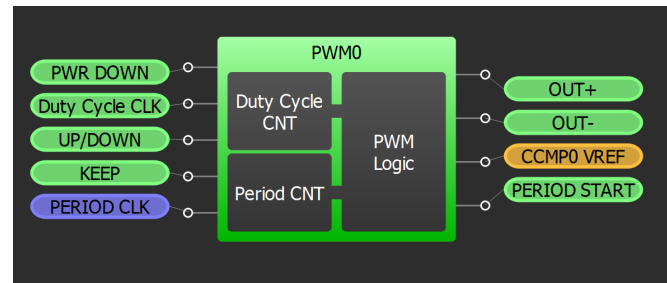 PWM0
PWR DOWN
Duty Cycle CLK
UP/DOWN
KEEP
PERIOD CLK
Duty Cycle
CNT
Period CNT
PWM
Logic
OUT+
OUT-
CCMP0 VREF
PERIOD START